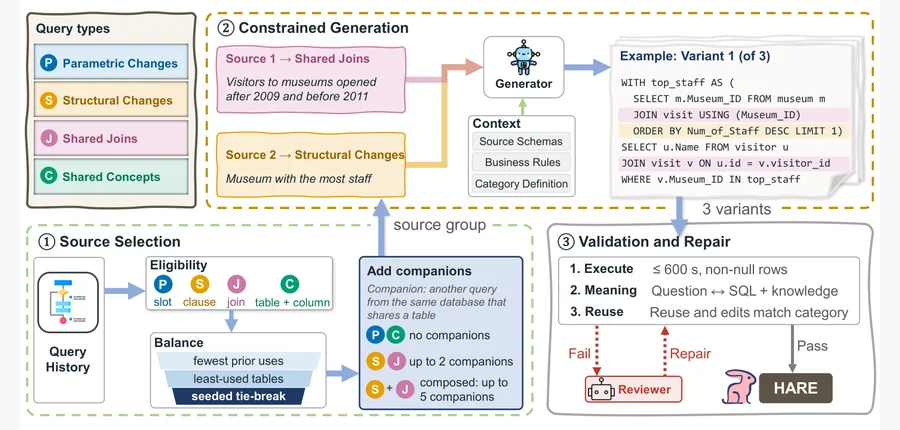 Query types
P Parametric Changes
S Structural Changes
J Shared Joins
C Shared Concepts
② Constrained Generation
Source 1 → Shared Joins
Visitors to museums opened
after 2009 and before 2011
Source 2 → Structural Changes
Museum with the most staff
Generator
Context
Source Schemas
Business Rules
Category Definition
Example: Variant 1 (of 3)
WITH top_staff AS (
SELECT m.Museum_ID FROM museum m
JOIN visit USING (Museum_ID)
ORDER BY Num_of_Staff DESC LIMIT 1)
SELECT u.Name FROM visitor u
JOIN visit v ON u.id = v.visitor_id
WHERE v.Museum_ID IN top_staff
source group
3 variants
① Source Selection
Query
History
Eligibility
P S J C
slot clause join table + column
Balance
fewest prior uses
least-used tables
seeded tie-break
Add companions
Companion: another query
from the same database that
shares a table
P C no companions
S J up to 2 companions
S + J composed: up to
5 companions
③ Validation and Repair
1. Execute ≤ 600 s, non-null rows
2. Meaning Question ↔ SQL + knowledge
3. Reuse Reuse and edits match category
Fail
Repair
Pass
Reviewer
HARE